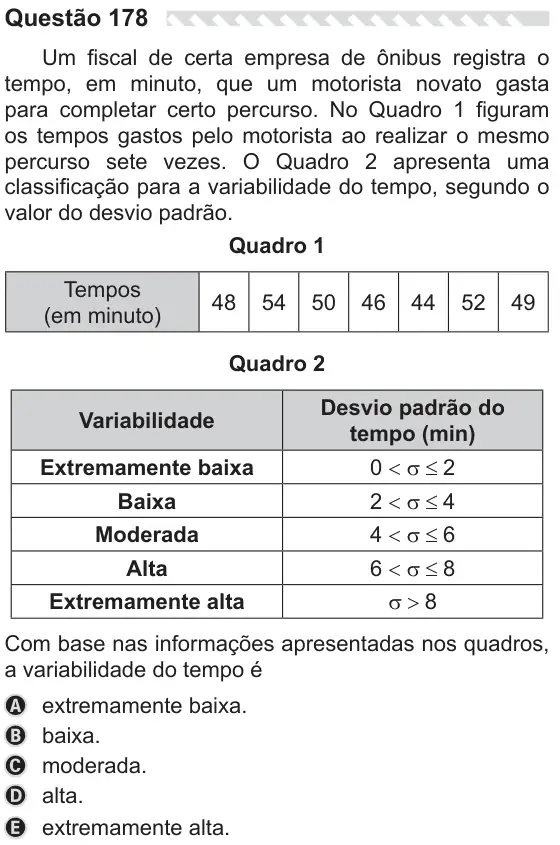 Questão 178
Um fiscal de certa empresa de ônibus registra o
tempo, em minuto, que um motorista novato gasta
para completar certo percurso. No Quadro 1 figuram
os tempos gastos pelo motorista ao realizar o mesmo
percurso sete vezes. O Quadro 2 apresenta uma
classificação para a variabilidade do tempo, segundo o
valor do desvio padrão.
Quadro 1
Tempos
(em minuto) 48 54 50 46 44 52 49
Quadro 2
Variabilidade Desvio padrão do
tempo (min)
Extremamente baixa 0 < σ ≤ 2
Baixa 2 < σ ≤ 4
Moderada 4 < σ ≤ 6
Alta 6 < σ ≤ 8
Extremamente alta σ > 8
Com base nas informações apresentadas nos quadros,
a variabilidade do tempo é
A extremamente baixa.
B baixa.
C moderada.
D alta.
E extremamente alta.